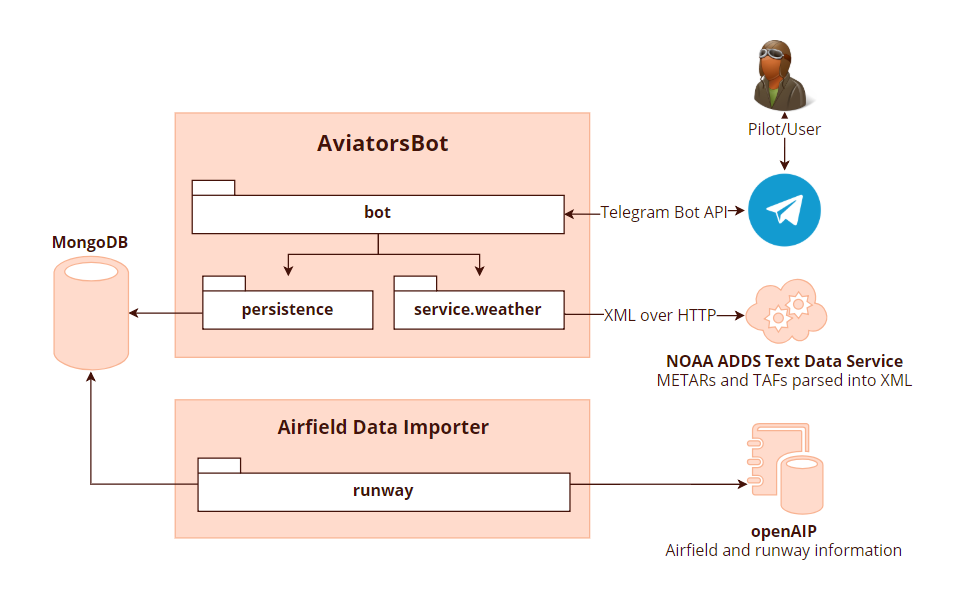 Pilot/User
AviatorsBot
bot
Telegram Bot API
MongoDB
persistence
service.weather
XML over HTTP
NOAA ADDS Text Data Service
METARs and TAFs parsed into XML
Airfield Data Importer
runway
openAIP
Airfield and runway information